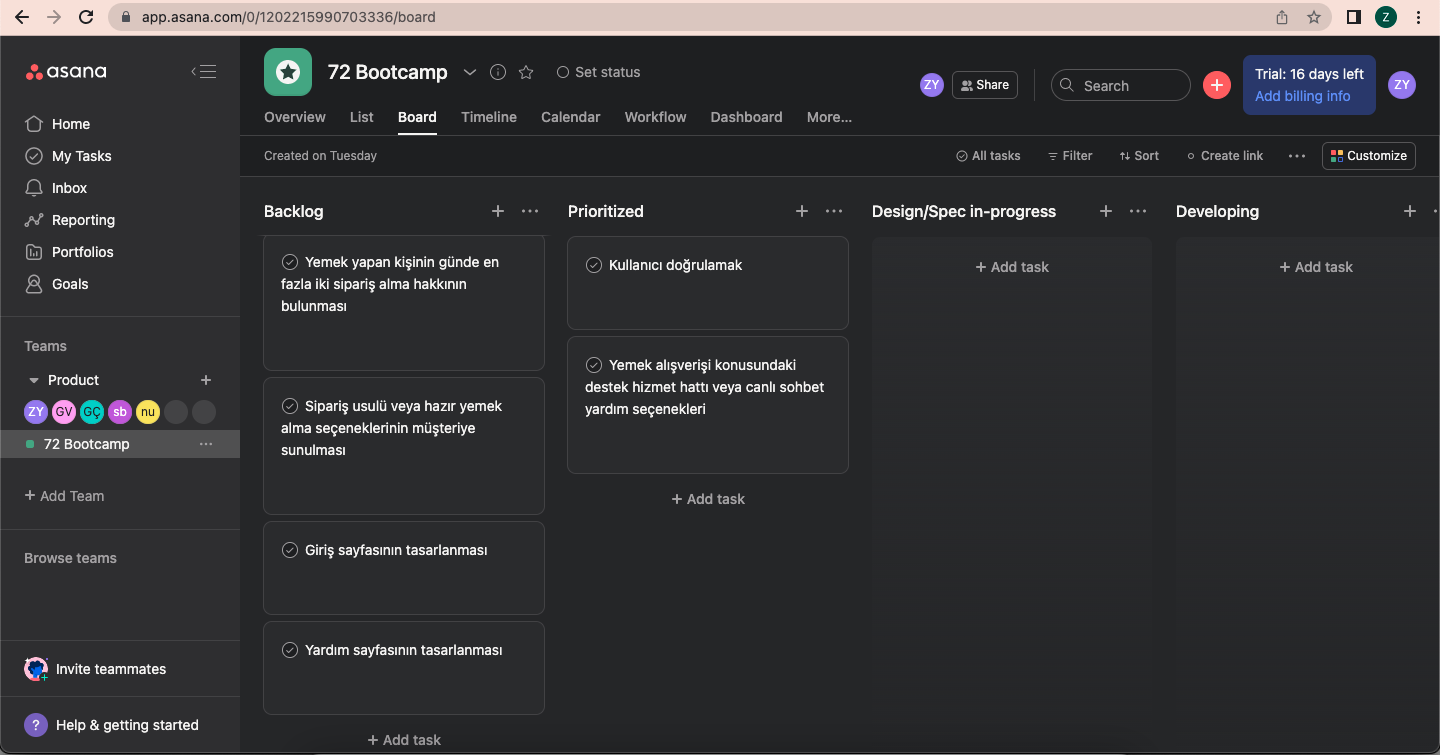 app.asana.com/0/1202215990703336/board
Z
asana
Home
My Tasks
Inbox
Reporting
Portfolios
Goals
Teams
Product
ZY GV GÇ sb nu
72 Bootcamp
+ Add Team
Browse teams
Invite teammates
? Help & getting started
72 Bootcamp
Set status
ZY
Share
Search
Trial: 16 days left
Add billing info
ZY
Overview List Board Timeline Calendar Workflow Dashboard More...
Created on Tuesday
All tasks Filter Sort Create link ... Customize
Backlog
Yemek yapan kişinin günde en
fazla iki sipariş alma hakkının
bulunması
Sipariş usulü veya hazır yemek
alma seçeneklerinin müşteriye
sunulması
Giriş sayfasının tasarlanması
Yardım sayfasının tasarlanması
+ Add task
Prioritized
Kullanıcı doğrulamak
Yemek alışverişi konusundaki
destek hizmet hattı veya canlı sohbet
yardım seçenekleri
+ Add task
Design/Spec in-progress
+ Add task
Developing
+ Add task